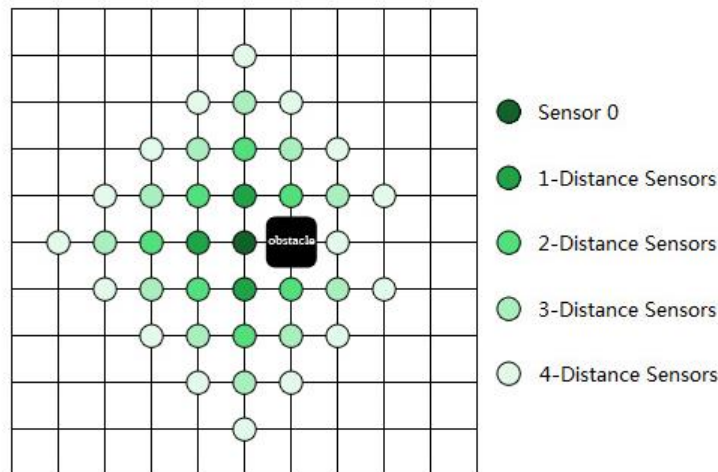 Sensor 0
1-Distance Sensors
obstacle
2-Distance Sensors
3-Distance Sensors
4-Distance Sensors